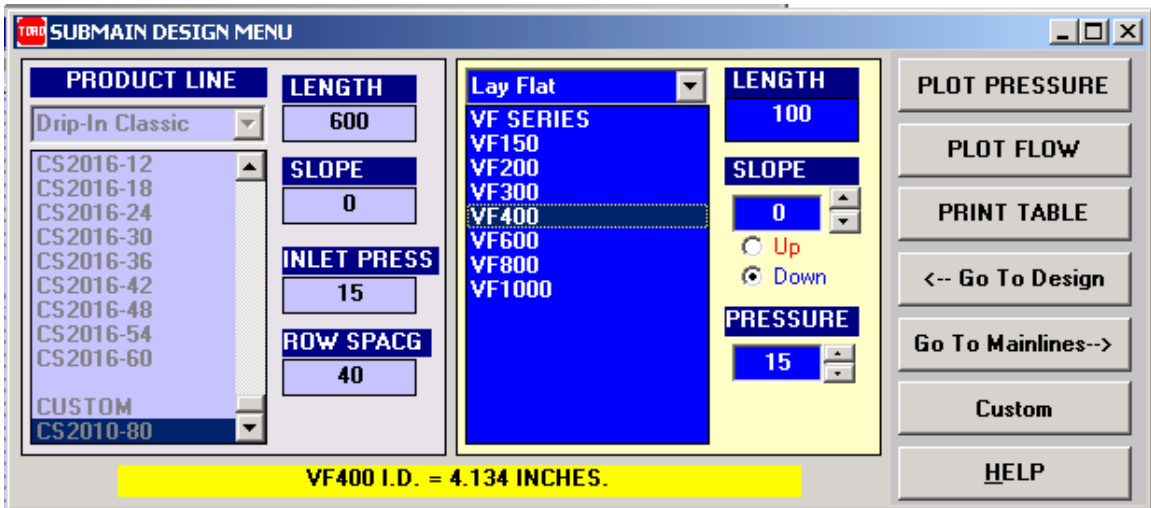 TORO SUBMAIN DESIGN MENU
PRODUCT LINE
Drip-In Classic
CS2016-12
CS2016-18
CS2016-24
CS2016-30
CS2016-36
CS2016-42
CS2016-48
CS2016-54
CS2016-60
CUSTOM
CS2010-80
LENGTH
600
SLOPE
0
INLET PRESS
15
ROW SPACG
40
Lay Flat
VF SERIES
VF150
VF200
VF300
VF400
VF600
VF800
VF1000
LENGTH
100
SLOPE
0
Up
Down
PRESSURE
15
PLOT PRESSURE
PLOT FLOW
PRINT TABLE
<-- Go To Design
Go To Mainlines-->
Custom
HELP
VF400 I.D. = 4.134 INCHES.